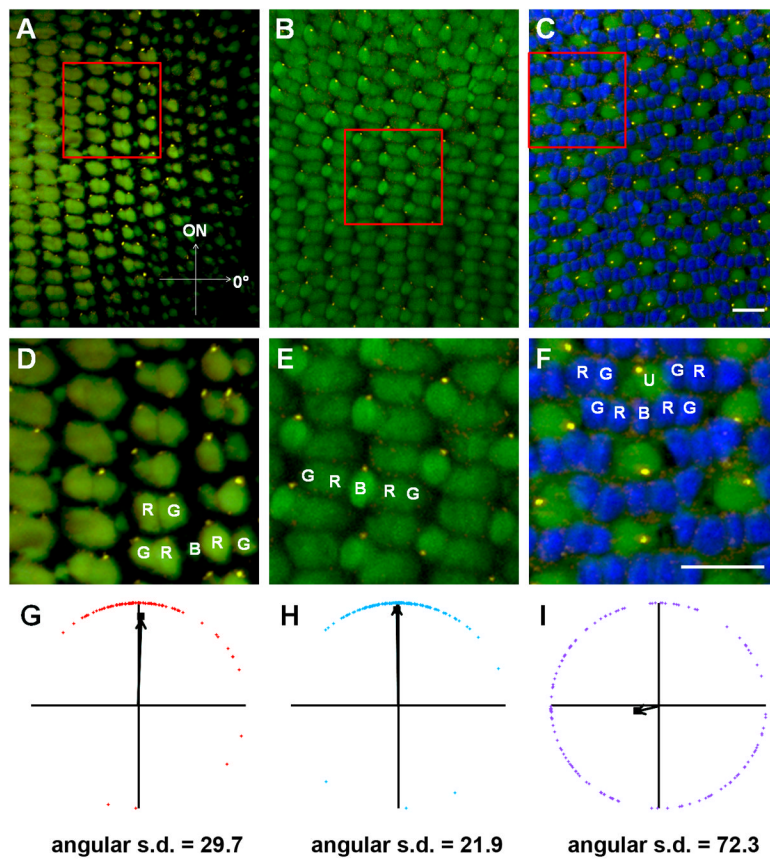 A B C
ON
0°
D E F
R G U G R
G R B R G
G R B R G
R G
G R B R G
G H I
angular s.d. = 29.7 angular s.d. = 21.9 angular s.d. = 72.3